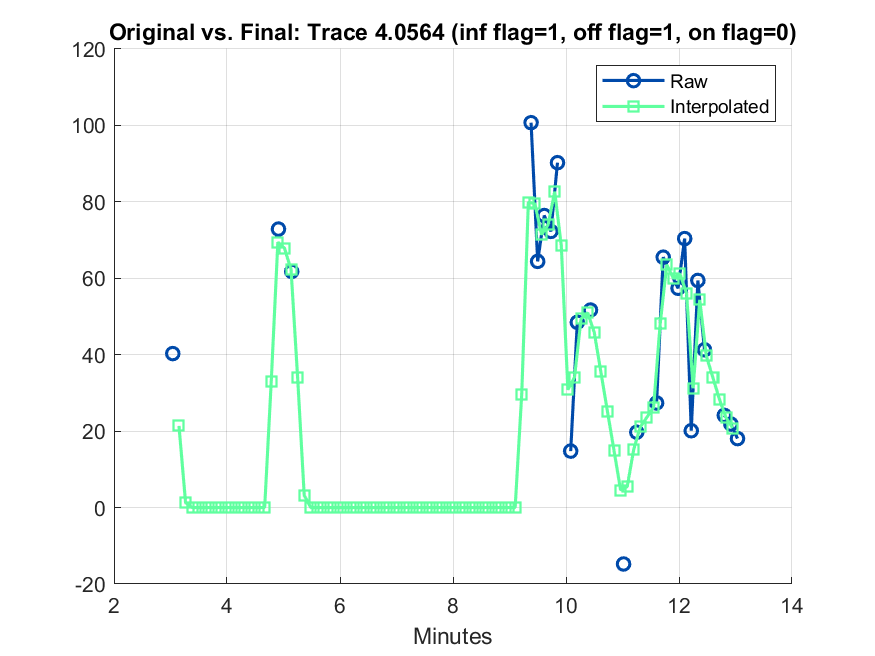 Original vs. Final: Trace 4.0564 (inf flag=1, off flag=1, on flag=0)
120
100
80
60
40
20
0
-20
Raw
Interpolated
2 4 6 8 10 12 14
Minutes